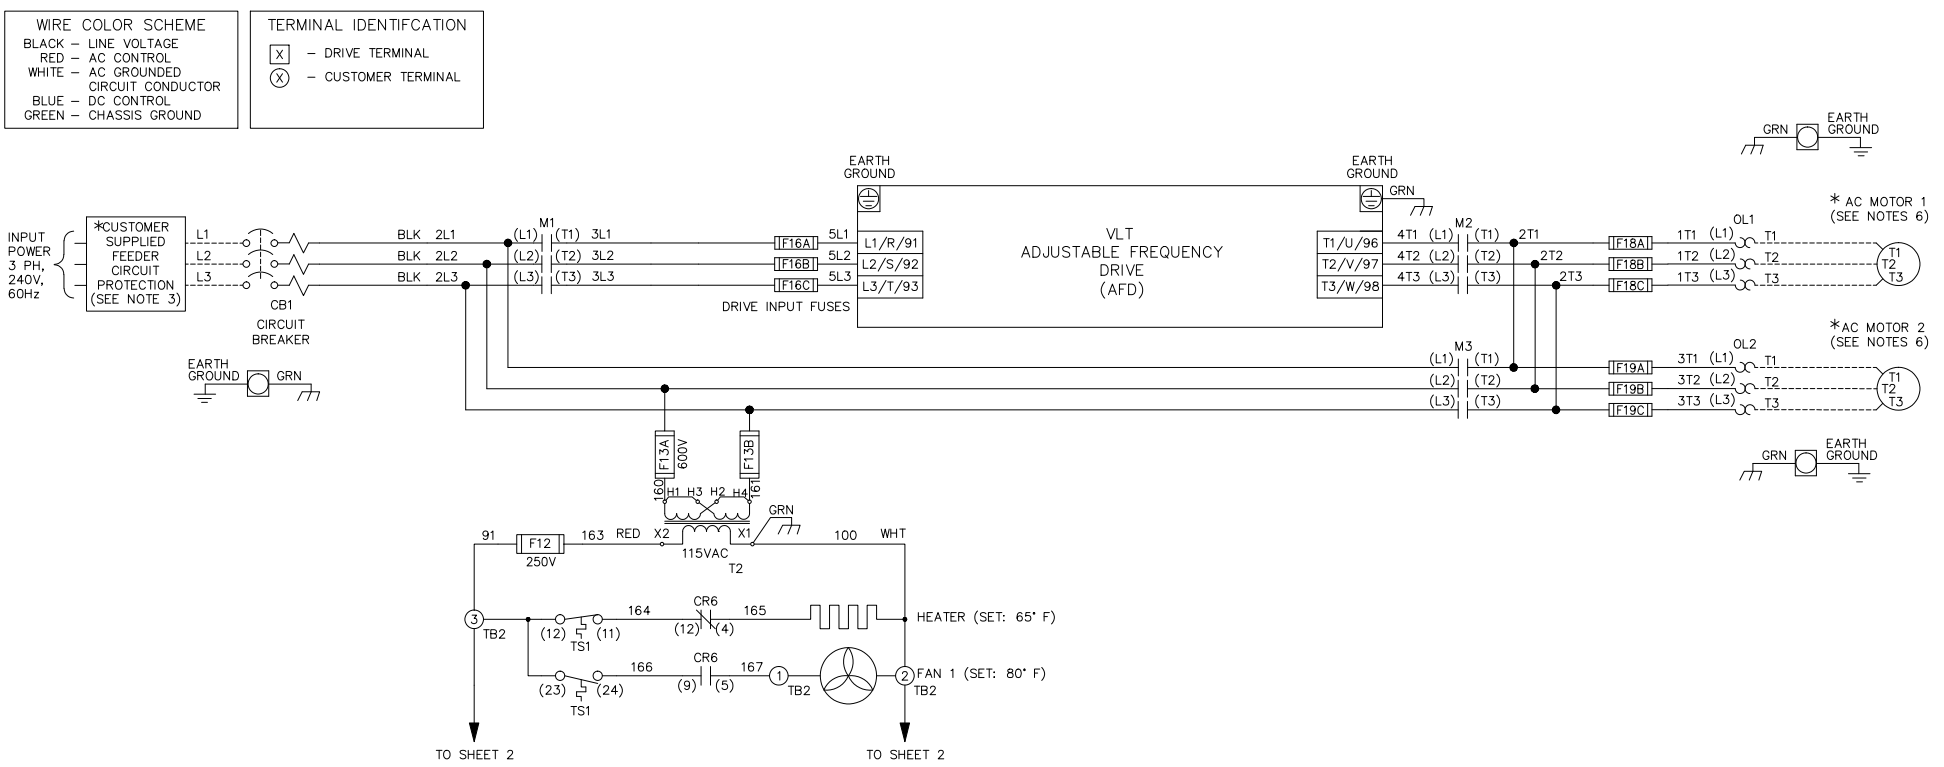 WIRE COLOR SCHEME
BLACK – LINE VOLTAGE
RED – AC CONTROL
WHITE – AC GROUNDED
CIRCUIT CONDUCTOR
BLUE – DC CONTROL
GREEN – CHASSIS GROUND
TERMINAL IDENTIFCATION
X – DRIVE TERMINAL
X – CUSTOMER TERMINAL
INPUT
POWER
3 PH,
240V,
60Hz
*CUSTOMER
SUPPLIED
FEEDER
CIRCUIT
PROTECTION
(SEE NOTE 3)
L1
L2
L3
CB1
CIRCUIT
BREAKER
EARTH
GROUND
GRN
BLK 2L1
BLK 2L2
BLK 2L3
M1
(L1) (T1) 3L1
(L2) (T2) 3L2
(L3) (T3) 3L3
F16A 5L1
F16B 5L2
F16C 5L3
DRIVE INPUT FUSES
EARTH
GROUND
L1/R/91
L2/S/92
L3/T/93
VLT
ADJUSTABLE FREQUENCY
DRIVE
(AFD)
EARTH
GROUND
GRN
T1/U/96
T2/V/97
T3/W/98
M2
4T1 (L1) (T1) 2T1
4T2 (L2) (T2) 2T2
4T3 (L3) (T3) 2T3
F18A
F18B
F18C
OL1
1T1 (L1) T1
1T2 (L2) T2
1T3 (L3) T3
GRN
EARTH
GROUND
* AC MOTOR 1
(SEE NOTES 6)
T1
T2
T3
M3
(L1) (T1)
(L2) (T2)
(L3) (T3)
F19A
F19B
F19C
OL2
3T1 (L1) T1
3T2 (L2) T2
3T3 (L3) T3
* AC MOTOR 2
(SEE NOTES 6)
T1
T2
T3
GRN
EARTH
GROUND
F13A
600V
F13B
160
161
H1 H3 H2 H4
GRN
91
F12
250V
163 RED X2
X1
115VAC
T2
100 WHT
3
TB2
(12) (11)
TS1
164
CR6
(12) (4)
165
HEATER (SET: 65° F)
(23) (24)
TS1
166
CR6
(9) (5)
167
1
TB2
2
TB2
FAN 1 (SET: 80° F)
TO SHEET 2
TO SHEET 2